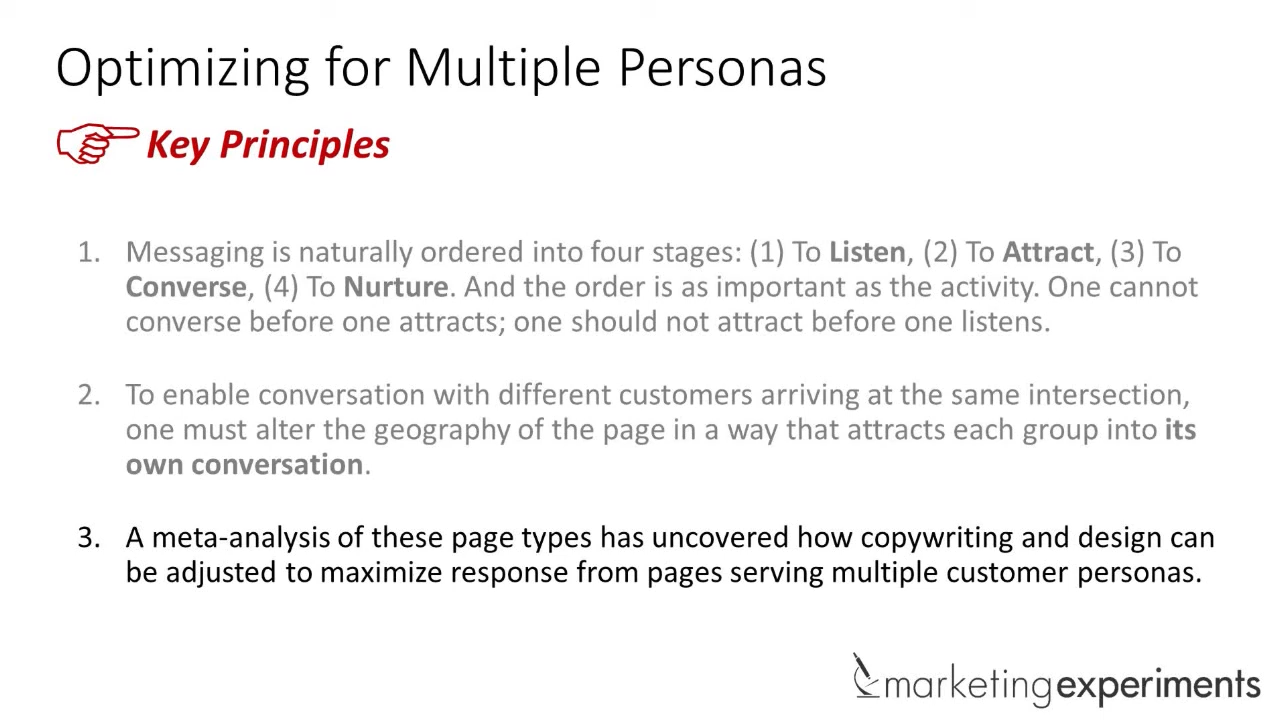 Optimizing for Multiple Personas
Key Principles
1. Messaging is naturally ordered into four stages: (1) To Listen, (2) To Attract, (3) To
Converse, (4) To Nurture. And the order is as important as the activity. One cannot
converse before one attracts; one should not attract before one listens.
2. To enable conversation with different customers arriving at the same intersection,
one must alter the geography of the page in a way that attracts each group into its
own conversation.
3. A meta-analysis of these page types has uncovered how copywriting and design can
be adjusted to maximize response from pages serving multiple customer personas.
marketingexperiments